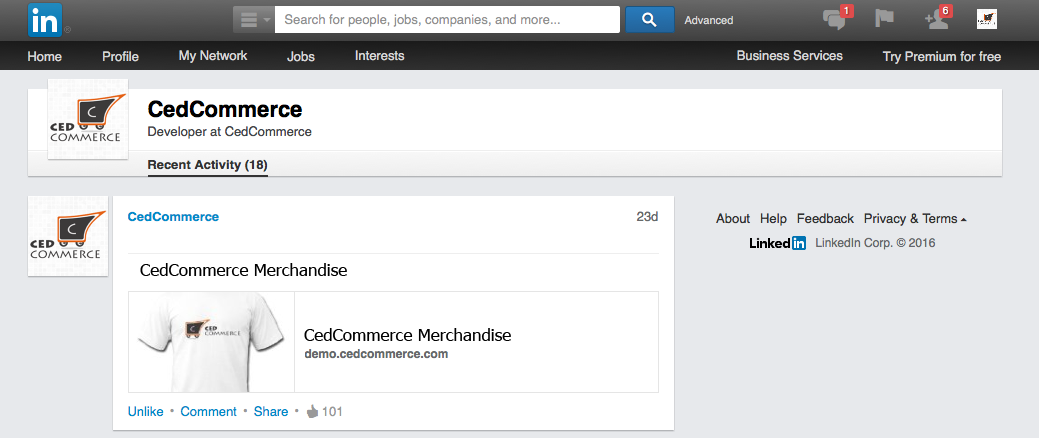 in
Search for people, jobs, companies, and more...
Advanced
1
6
Home
Profile
My Network
Jobs
Interests
Business Services
Try Premium for free
CED
COMMERCE
C
CedCommerce
Developer at CedCommerce
Recent Activity (18)
C
CED
COMMERCE
CedCommerce
23d
CedCommerce Merchandise
C
CED
COMMERCE
CedCommerce Merchandise
demo.cedcommerce.com
Unlike • Comment • Share • 101
About Help Feedback Privacy & Terms
Linked in LinkedIn Corp. © 2016